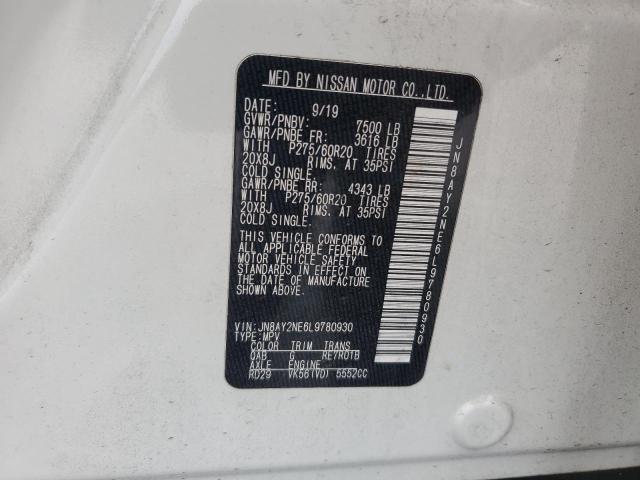 MFD BY NISSAN MOTOR CO.,LTD.
DATE: 9/19
GVWR/PNBV: 7500 LB
GAWR/PNBE FR: 3616 LB
WITH P275/60R20 TIRES
20X8J RIMS. AT 35PSI
COLD SINGLE.
GAWR/PNBE RR: 4343 LB
WITH P275/60R20 TIRES
20X8J RIMS. AT 35PSI
COLD SINGLE.
THIS VEHICLE CONFORMS TO
ALL APPLICABLE FEDERAL
MOTOR VEHICLE SAFETY
STANDARDS IN EFFECT ON
THE DATE OF MANUFACTURE
SHOWN ABOVE.
VIN: JN8AY2NE6L9780930
TYPE: MPV
COLOR TRIM TRANS
QAB G RE7R01B
AXLE ENGINE
RD29 VK56(VD) 5552CC
JN8AY2NE6L9780930